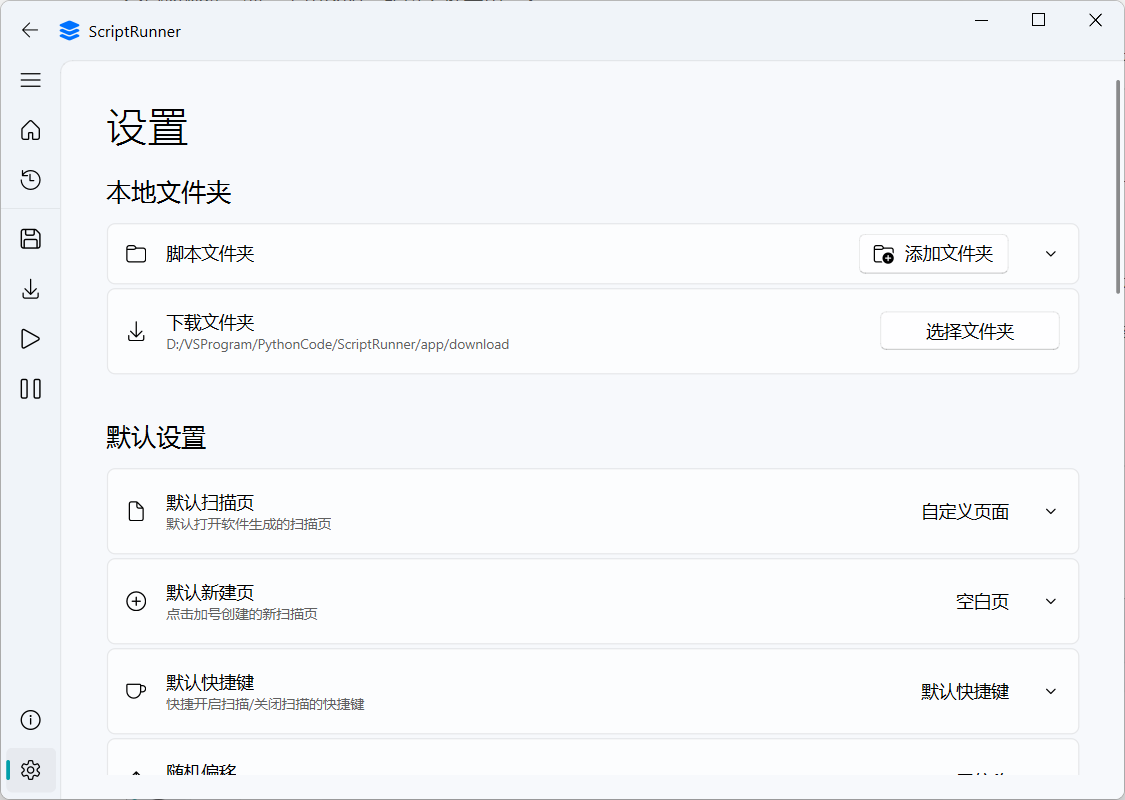 ScriptRunner
设置
本地文件夹
脚本文件夹
添加文件夹
下载文件夹
D:/VSProgram/PythonCode/ScriptRunner/app/download
选择文件夹
默认设置
默认扫描页
默认打开软件生成的扫描页
自定义页面
默认新建页
点击加号创建的新扫描页
空白页
默认快捷键
快捷开启扫描/关闭扫描的快捷键
默认快捷键
随机偏移